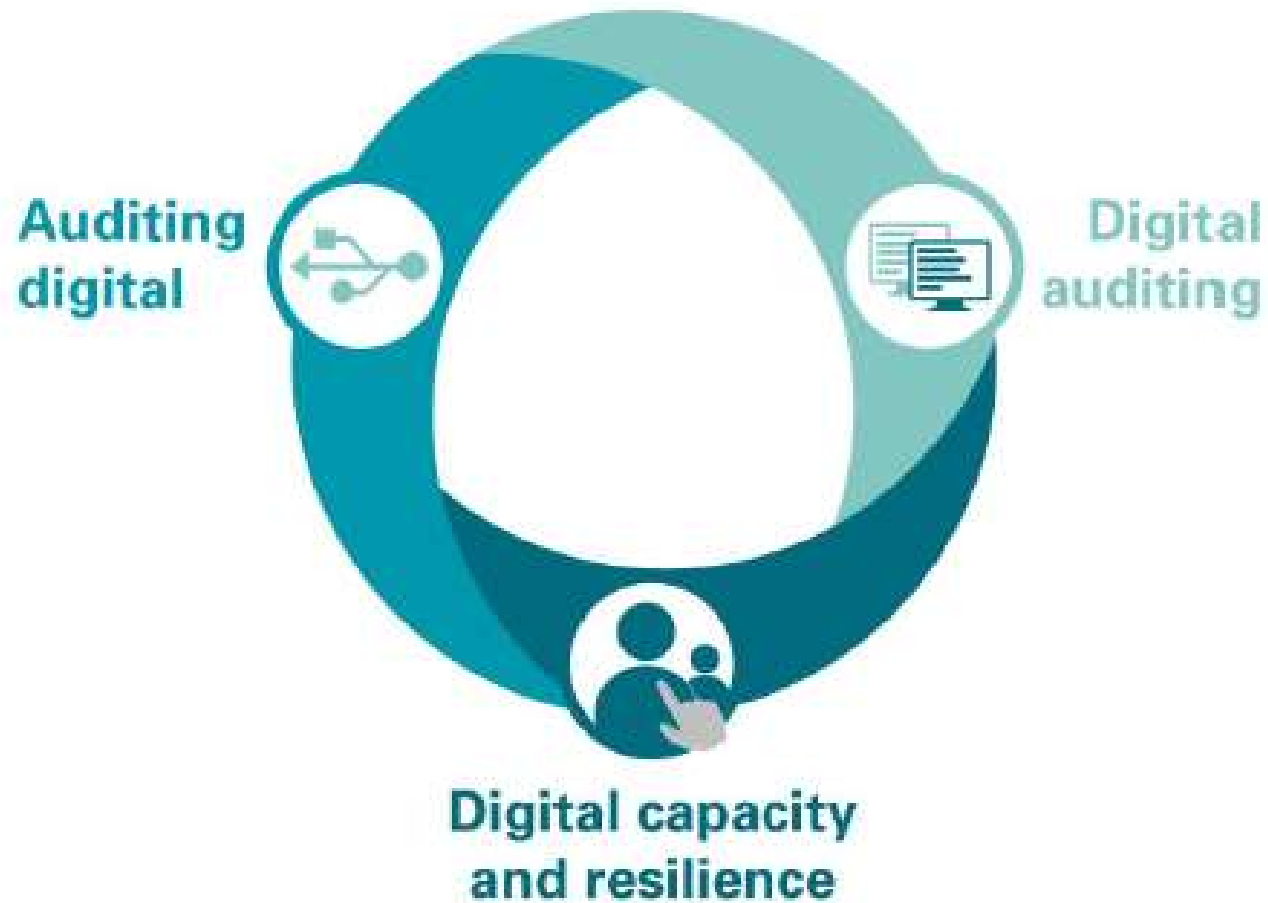 Auditing
digital
Digital
auditing
Digital capacity
and resilience